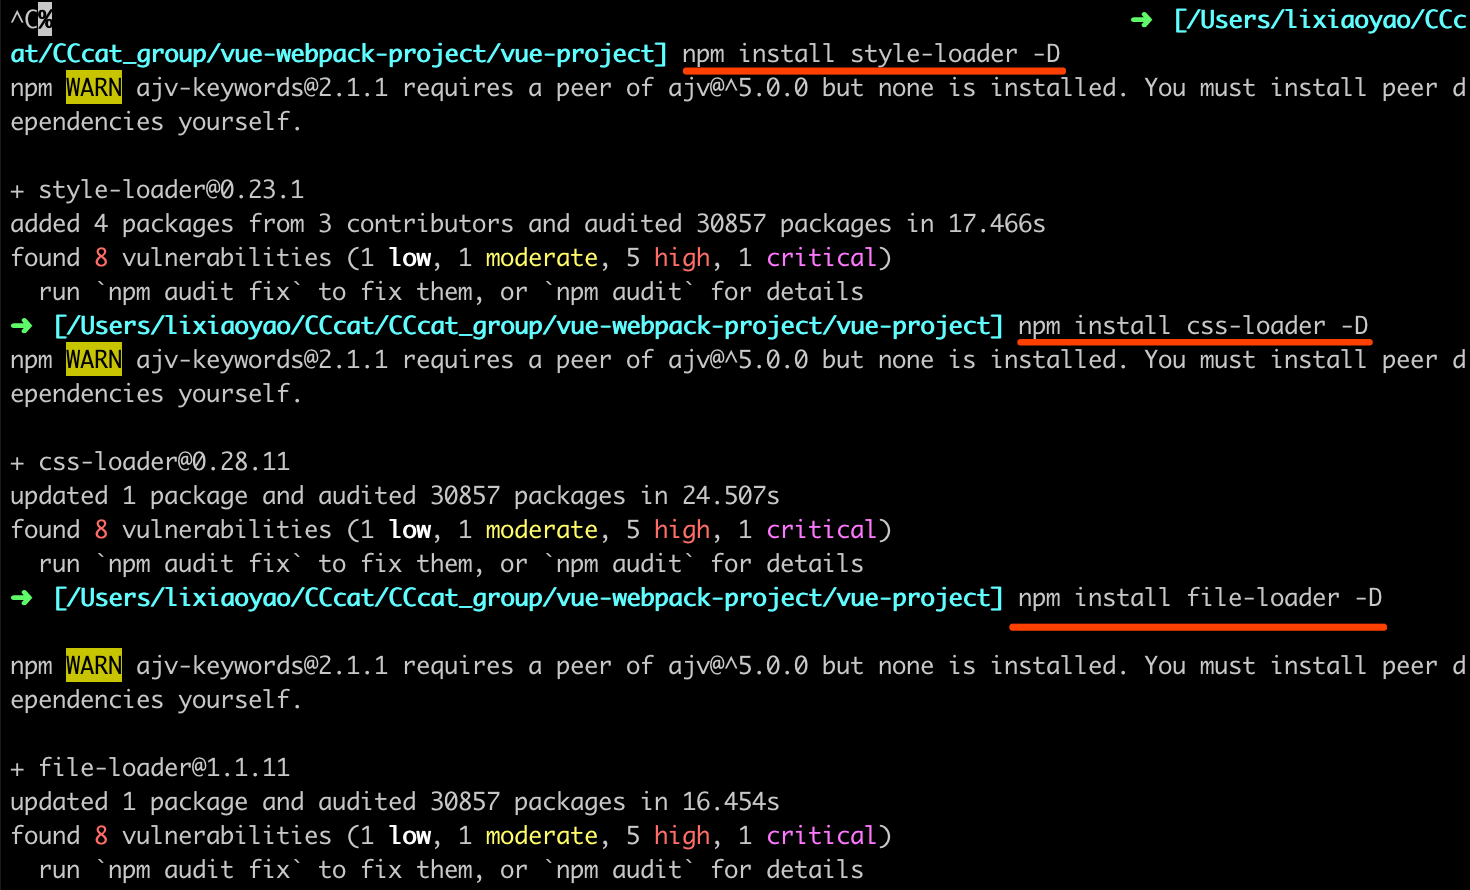 ^C%                                                                             ➜  [/Users/lixiaoyao/CCc
at/CCcat_group/vue-webpack-project/vue-project] npm install style-loader -D
npm WARN ajv-keywords@2.1.1 requires a peer of ajv@^5.0.0 but none is installed. You must install peer d
ependencies yourself.

+ style-loader@0.23.1
added 4 packages from 3 contributors and audited 30857 packages in 17.466s
found 8 vulnerabilities (1 low, 1 moderate, 5 high, 1 critical)
  run `npm audit fix` to fix them, or `npm audit` for details
➜  [/Users/lixiaoyao/CCcat/CCcat_group/vue-webpack-project/vue-project] npm install css-loader -D
npm WARN ajv-keywords@2.1.1 requires a peer of ajv@^5.0.0 but none is installed. You must install peer d
ependencies yourself.

+ css-loader@0.28.11
updated 1 package and audited 30857 packages in 24.507s
found 8 vulnerabilities (1 low, 1 moderate, 5 high, 1 critical)
  run `npm audit fix` to fix them, or `npm audit` for details
➜  [/Users/lixiaoyao/CCcat/CCcat_group/vue-webpack-project/vue-project] npm install file-loader -D

npm WARN ajv-keywords@2.1.1 requires a peer of ajv@^5.0.0 but none is installed. You must install peer d
ependencies yourself.

+ file-loader@1.1.11
updated 1 package and audited 30857 packages in 16.454s
found 8 vulnerabilities (1 low, 1 moderate, 5 high, 1 critical)
  run `npm audit fix` to fix them, or `npm audit` for details